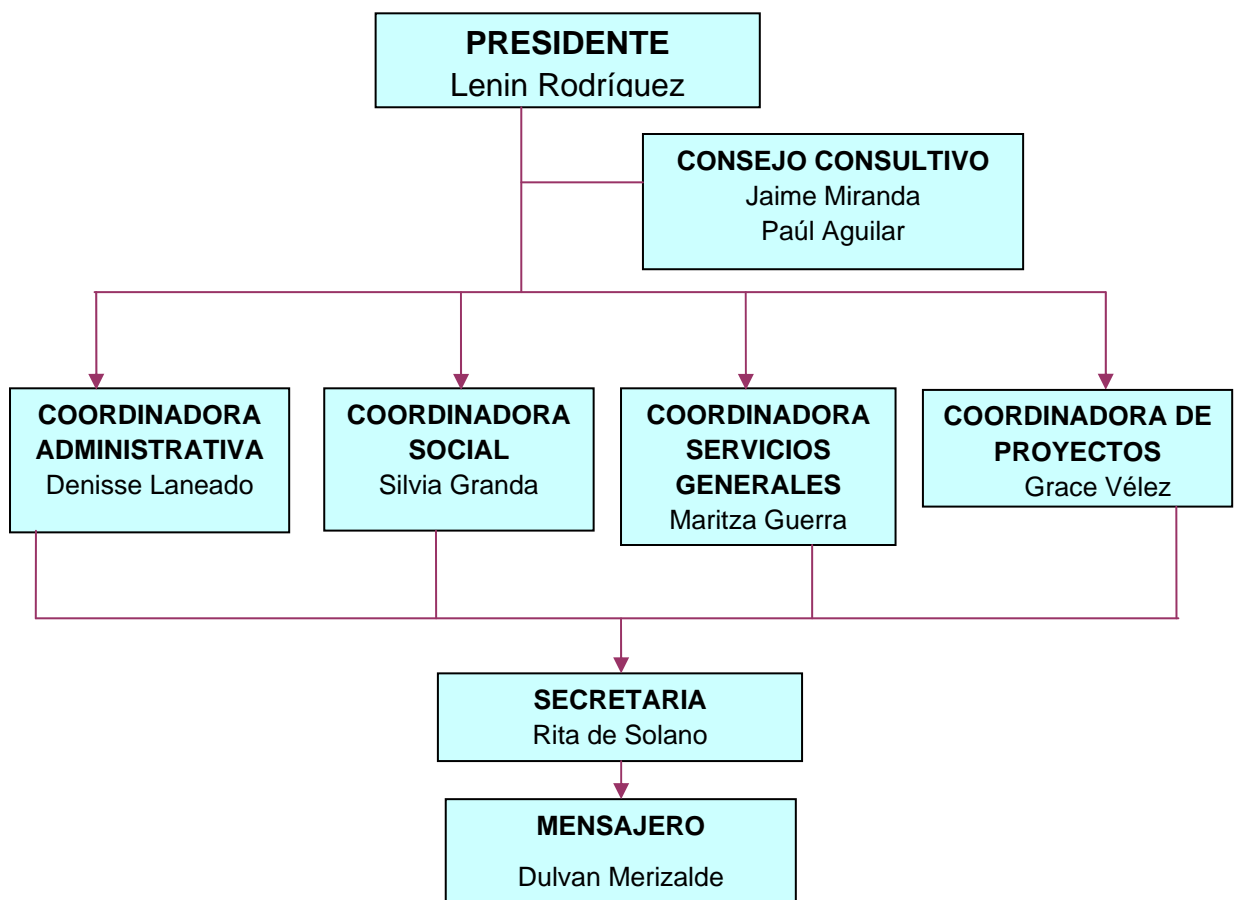 PRESIDENTE
Lenin Rodríguez
CONSEJO CONSULTIVO
Jaime Miranda
Paúl Aguilar
COORDINADORA
ADMINISTRATIVA
Denisse Laneado
COORDINADORA
SOCIAL
Silvia Granda
COORDINADORA
SERVICIOS
GENERALES
Maritza Guerra
COORDINADORA DE
PROYECTOS
Grace Vélez
SECRETARIA
Rita de Solano
MENSAJERO
Dulvan Merizalde